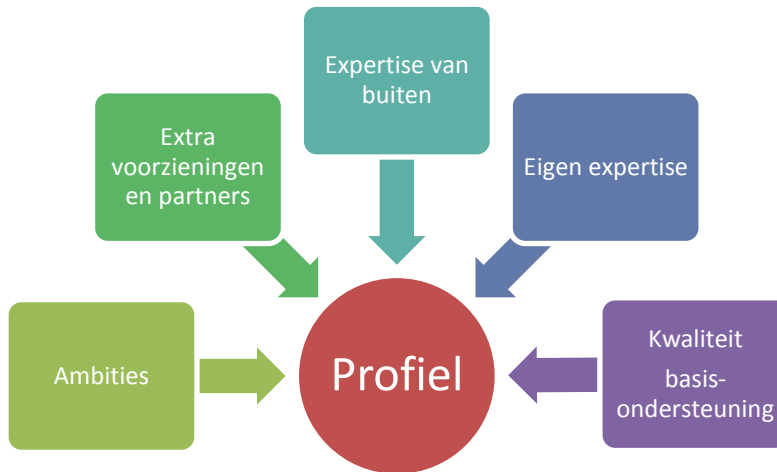 Expertise van
buiten
Extra
voorzieningen
en partners
Eigen expertise
Ambities
Profiel
Kwaliteit
basis-
ondersteuning